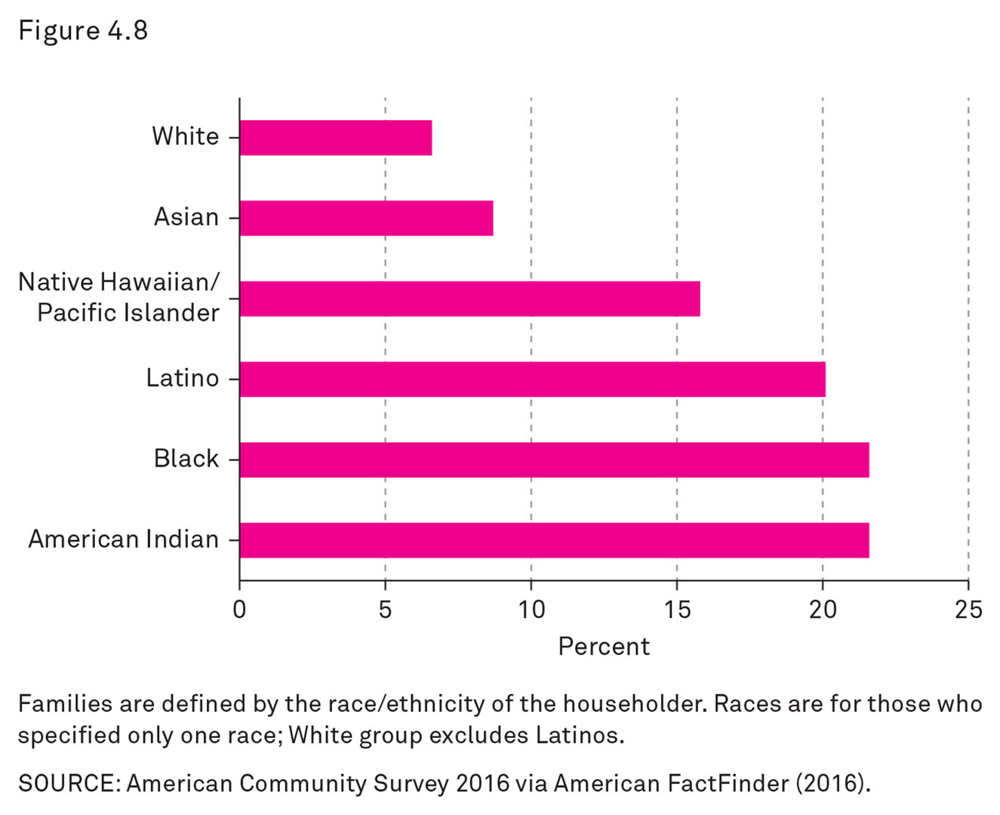 Figure 4.8
White
Asian
Native Hawaiian/
Pacific Islander
Latino
Black
American Indian
0 5 10 15 20 25
Percent
Families are defined by the race/ethnicity of the householder. Races are for those who
specified only one race; White group excludes Latinos.
SOURCE: American Community Survey 2016 via American FactFinder (2016).